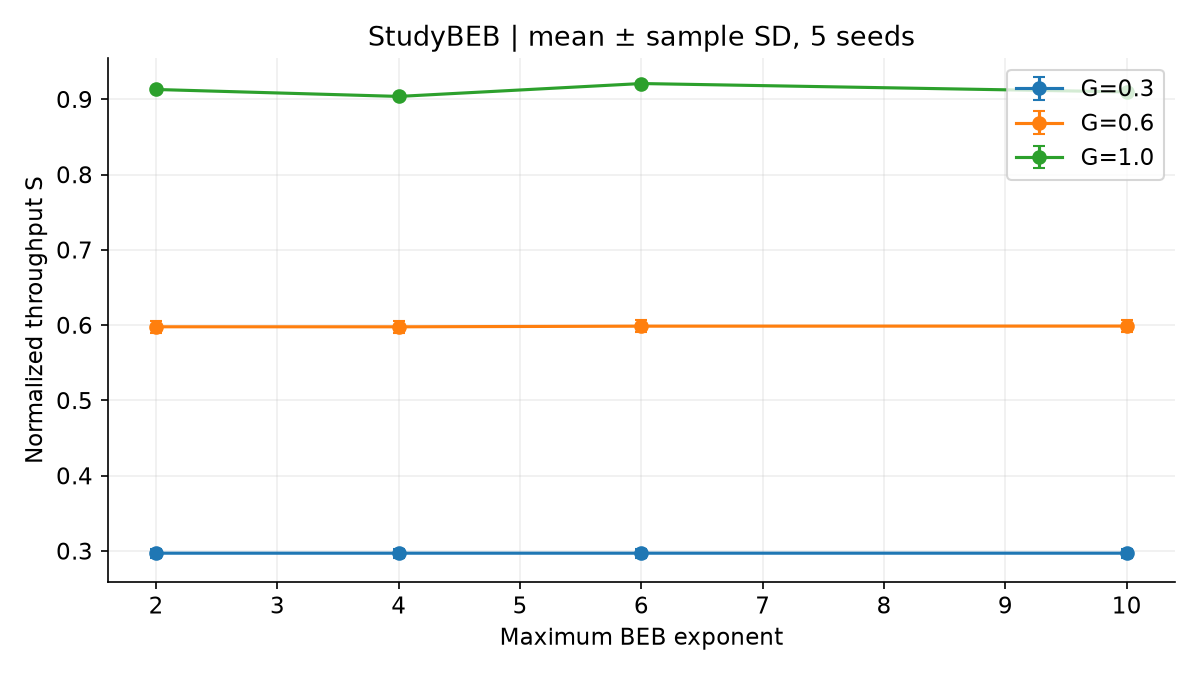 StudyBEB | mean ± sample SD, 5 seeds
Normalized throughput S
0.9
0.8
0.7
0.6
0.5
0.4
0.3
G=0.3
G=0.6
G=1.0
2 3 4 5 6 7 8 9 10
Maximum BEB exponent